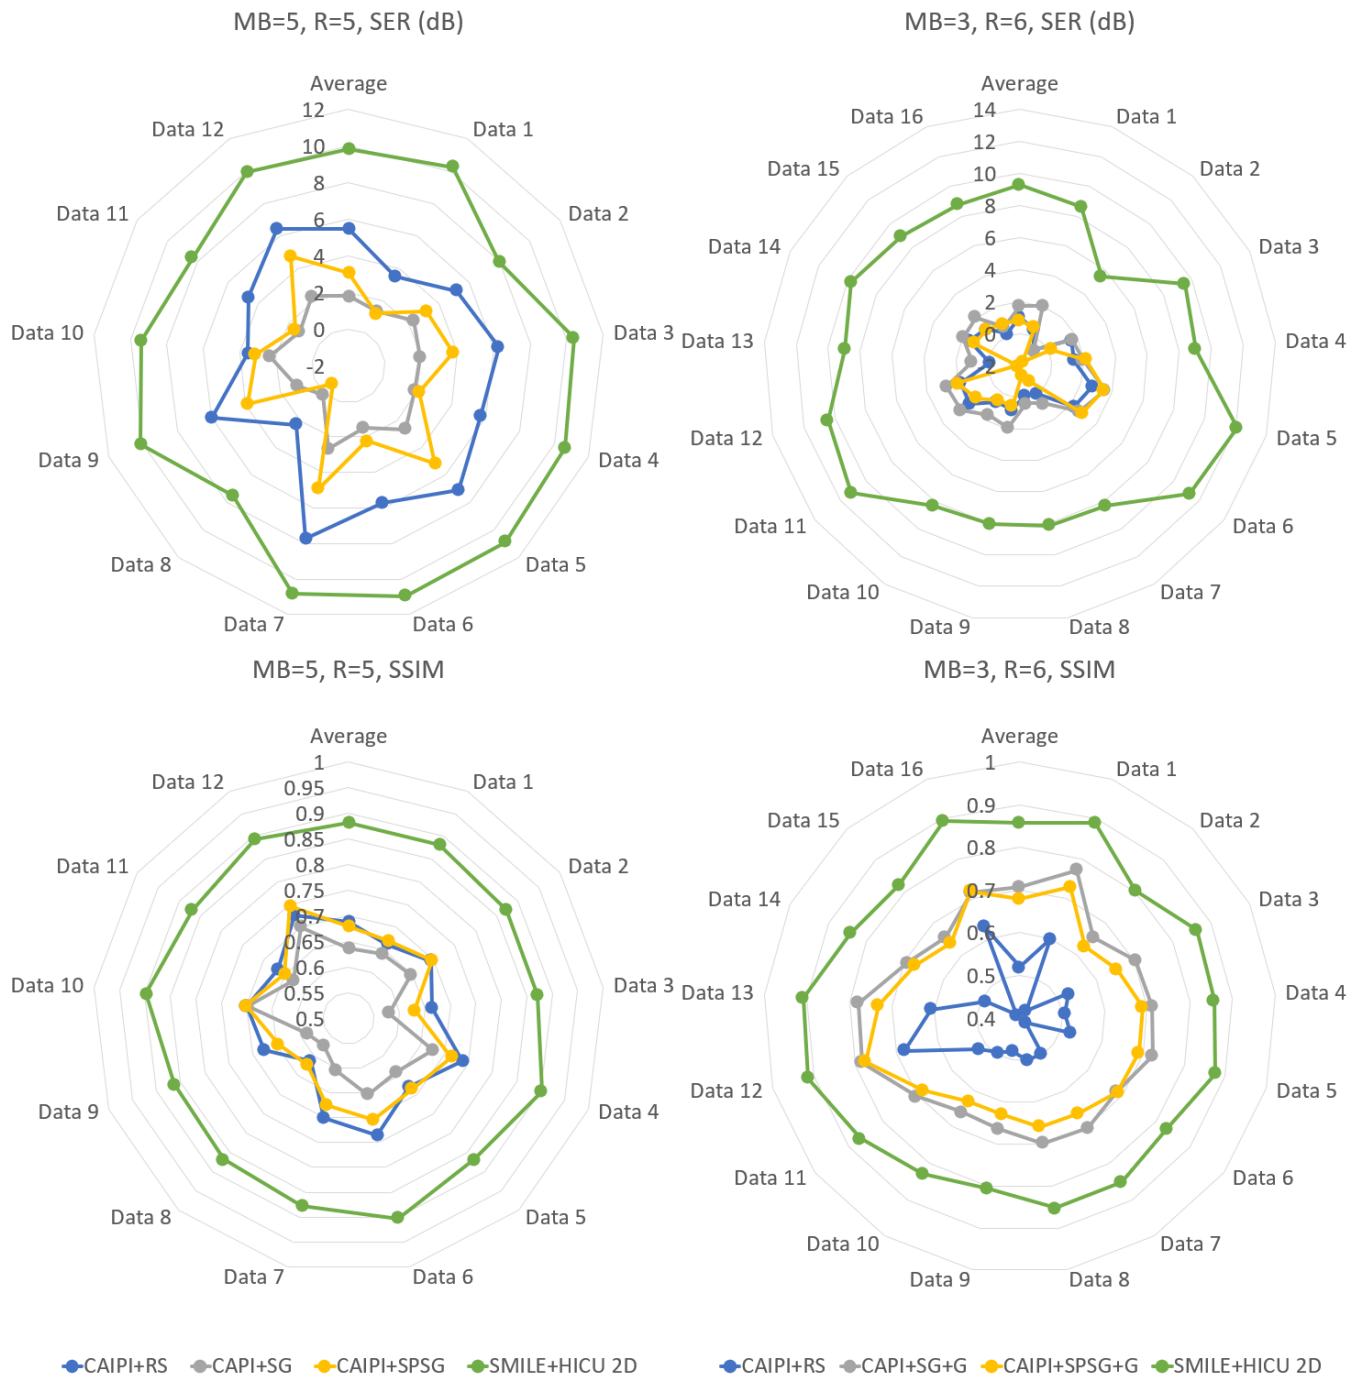 MB=5, R=5, SER (dB)
Average
Data 1
Data 2
Data 3
Data 4
Data 5
Data 6
Data 7
Data 8
Data 9
Data 10
Data 11
Data 12
12
10
8
6
4
2
0
-2
MB=3, R=6, SER (dB)
Average
Data 1
Data 2
Data 3
Data 4
Data 5
Data 6
Data 7
Data 8
Data 9
Data 10
Data 11
Data 12
Data 13
Data 14
Data 15
Data 16
14
12
10
8
6
4
2
0
-2
MB=5, R=5, SSIM
Average
Data 1
Data 2
Data 3
Data 4
Data 5
Data 6
Data 7
Data 8
Data 9
Data 10
Data 11
Data 12
1
0.95
0.9
0.85
0.8
0.75
0.7
0.65
0.6
0.55
0.5
MB=3, R=6, SSIM
Average
Data 1
Data 2
Data 3
Data 4
Data 5
Data 6
Data 7
Data 8
Data 9
Data 10
Data 11
Data 12
Data 13
Data 14
Data 15
Data 16
1
0.9
0.8
0.7
0.6
0.5
0.4
CAIPI+RS CAPI+SG CAIPI+SPSG SMILE+HICU 2D
CAIPI+RS CAPI+SG+G CAIPI+SPSG+G SMILE+HICU 2D